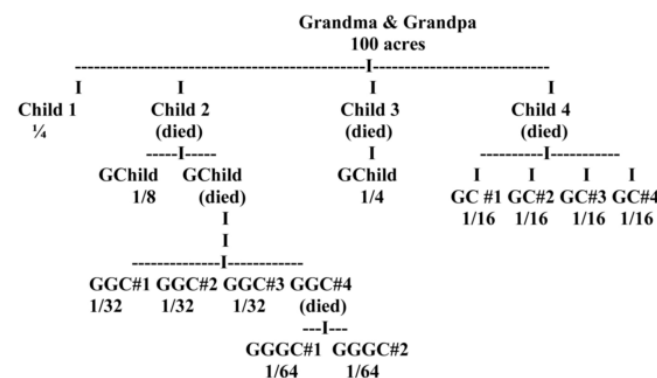 Grandma & Grandpa
100 acres
----------------------------------------------I----------------------------
I I I I
Child 1 Child 2 Child 3 Child 4
¼ (died) (died) (died)
-----I----- I ----------I-----------
GChild GChild GChild I I I I
1/8 (died) 1/4 GC #1 GC#2 GC#3 GC#4
I 1/16 1/16 1/16 1/16
I
--------------I------------
GGC#1 GGC#2 GGC#3 GGC#4
1/32 1/32 1/32 (died)
---I---
GGGC#1 GGGC#2
1/64 1/64